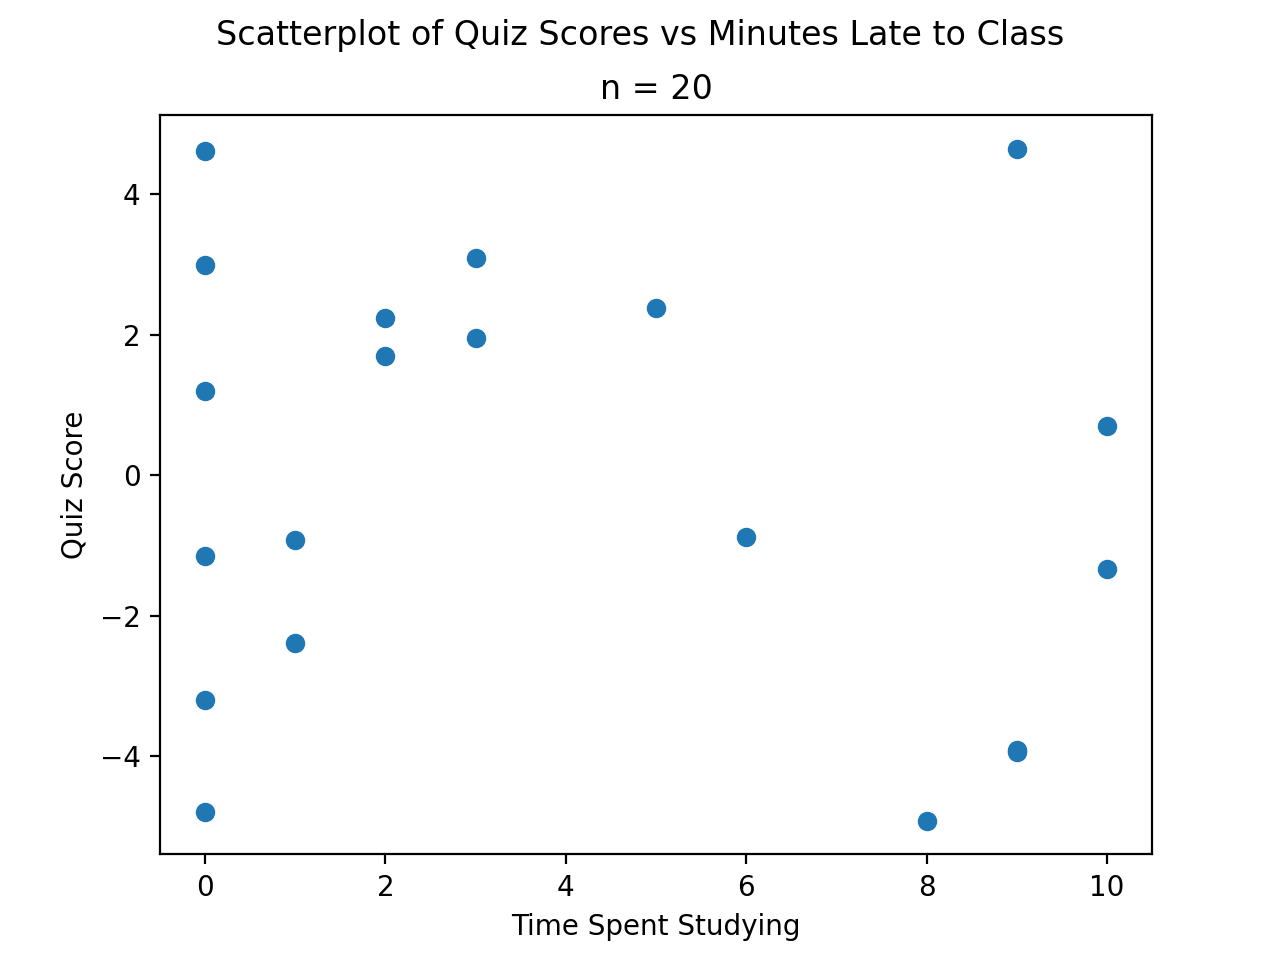 Scatterplot of Quiz Scores vs Minutes Late to Class
n = 20
4
2
0
−2
−4
Quiz Score
0 2 4 6 8 10
Time Spent Studying